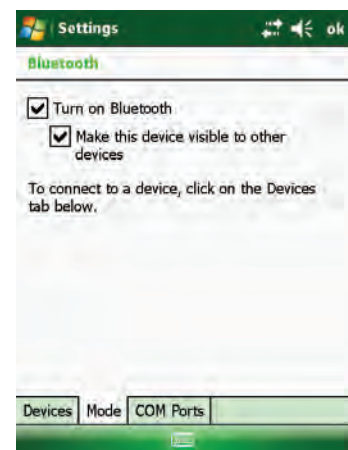 Settings
ok
Bluetooth
Turn on Bluetooth
Make this device visible to other
devices
To connect to a device, click on the Devices
tab below.
Devices
Mode
COM Ports